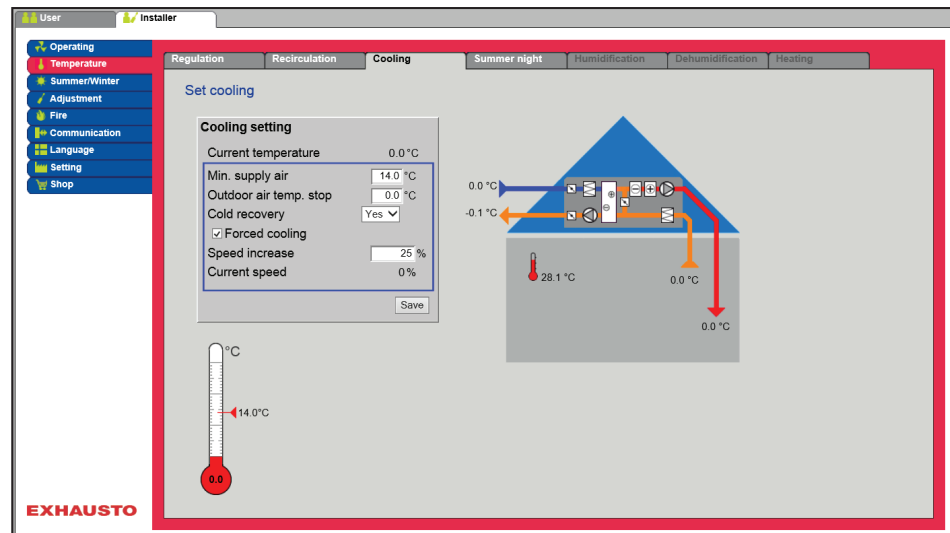 User
Installer
Operating
Temperature
Summer/Winter
Adjustment
Fire
Communication
Language
Setting
Shop
EXHAUSTO
Regulation
Recirculation
Cooling
Summer night
Humidification
Dehumidification
Heating
Set cooling
Cooling setting
Current temperature 0.0°C
Min. supply air 14.0 °C
Outdoor air temp. stop 0.0 °C
Cold recovery Yes
Forced cooling
Speed increase 25 %
Current speed 0%
Save
0.0 °C
-0.1 °C
28.1 °C
0.0 °C
0.0 °C
°C
14.0°C
0.0